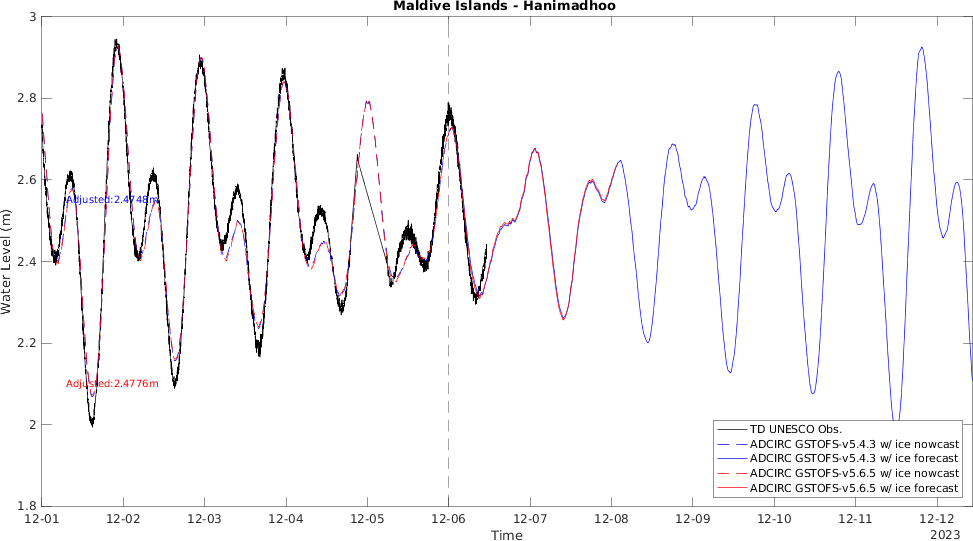 Maldive Islands - Hanimadhoo
3
2.8
2.6
2.4
2.2
2
1.8
Water Level (m)
Adjusted:2.4748m
Adjusted:2.4776m
TD UNESCO Obs.
ADCIRC GSTOFS-v5.4.3 w/ ice nowcast
ADCIRC GSTOFS-v5.4.3 w/ ice forecast
ADCIRC GSTOFS-v5.6.5 w/ ice nowcast
ADCIRC GSTOFS-v5.6.5 w/ ice forecast
12-01 12-02 12-03 12-04 12-05 12-06 12-07 12-08 12-09 12-10 12-11 12-12
2023
Time